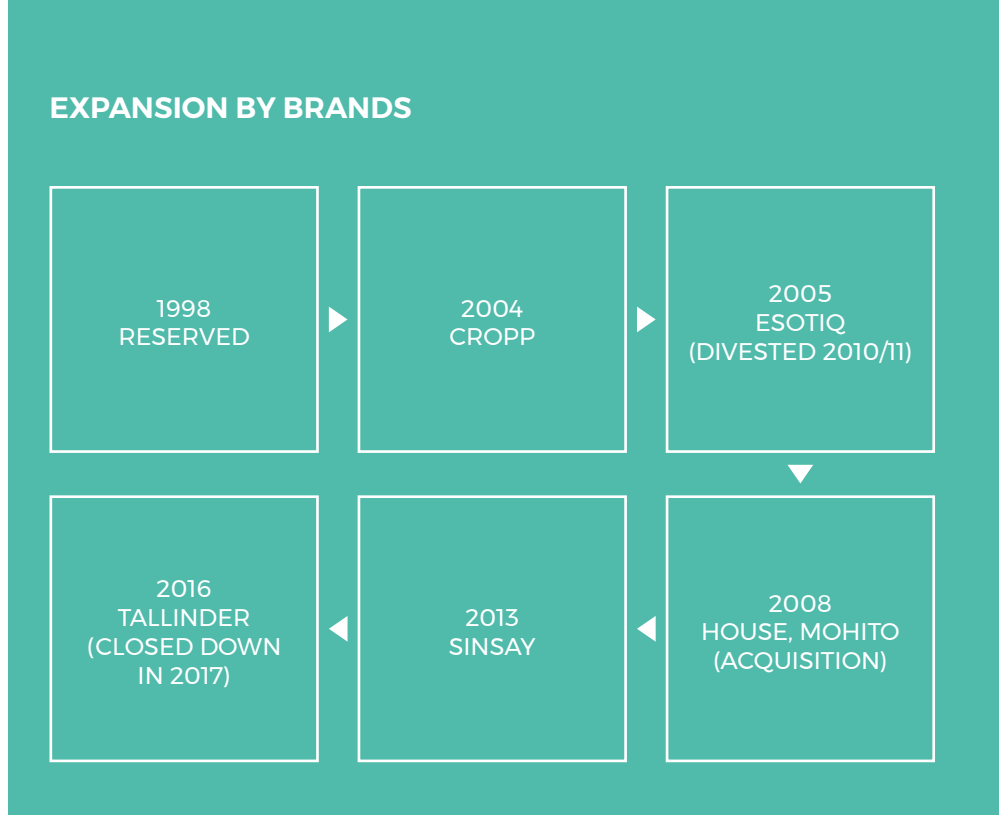 EXPANSION BY BRANDS
1998
RESERVED
2004
CROPP
2005
ESOTIQ
(DIVESTED 2010/11)
2008
HOUSE, MOHITO
(ACQUISITION)
2013
SINSAY
2016
TALLINDER
(CLOSED DOWN
IN 2017)